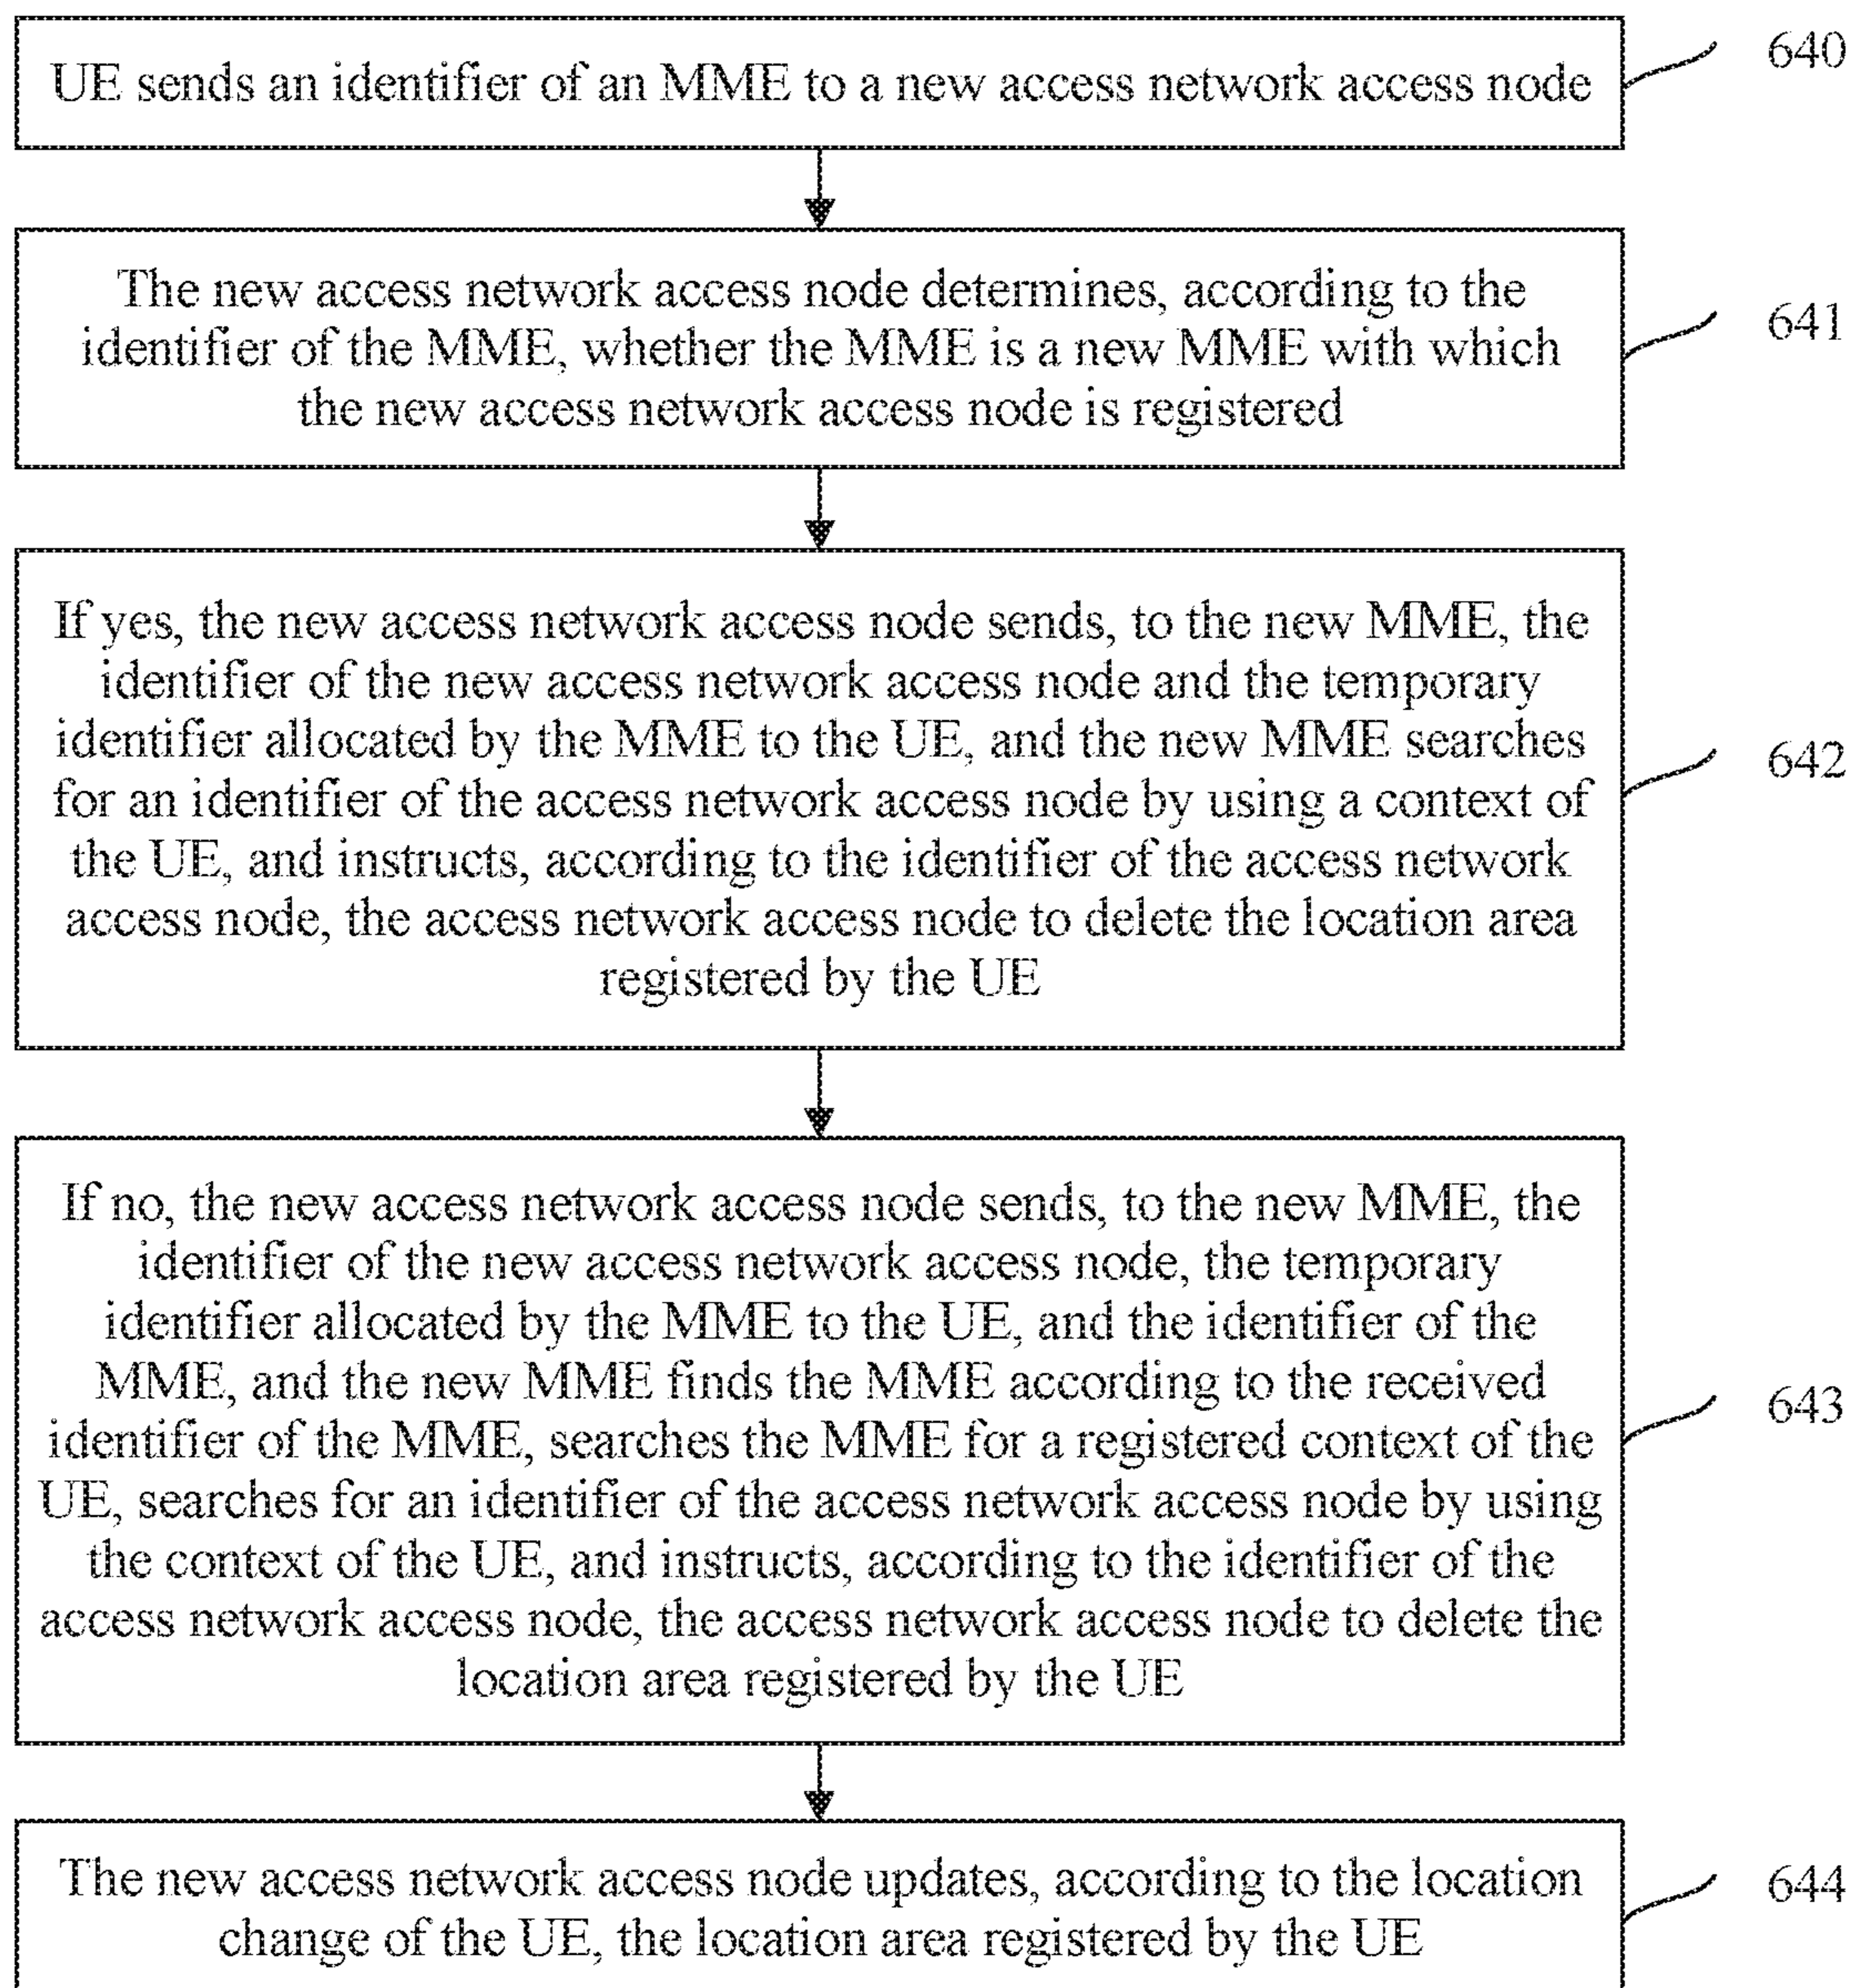 UE sends an identifier of an MME to a new access network access node
640
The new access network access node determines, according to the
identifier of the MME, whether the MME is a new MME with which
the new access network access node is registered
641
If yes, the new access network access node sends, to the new MME, the
identifier of the new access network access node and the temporary
identifier allocated by the MME to the UE, and the new MME searches
for an identifier of the access network access node by using a context of
the UE, and instructs, according to the identifier of the access network
access node, the access network access node to delete the location area
registered by the UE
642
If no, the new access network access node sends, to the new MME, the
identifier of the new access network access node, the temporary
identifier allocated by the MME to the UE, and the identifier of the
MME, and the new MME finds the MME according to the received
identifier of the MME, searches the MME for a registered context of the
UE, searches for an identifier of the access network access node by using
the context of the UE, and instructs, according to the identifier of the
access network access node, the access network access node to delete the
location area registered by the UE
643
The new access network access node updates, according to the location
change of the UE, the location area registered by the UE
644